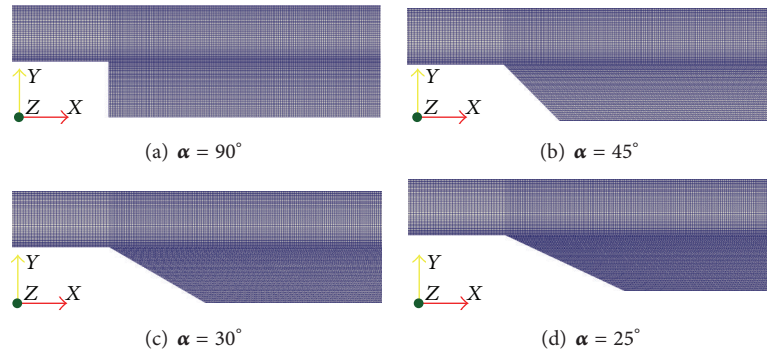 Y
Z X
(a) α = 90°
Y
Z X
(b) α = 45°
Y
Z X
(c) α = 30°
Y
Z X
(d) α = 25°